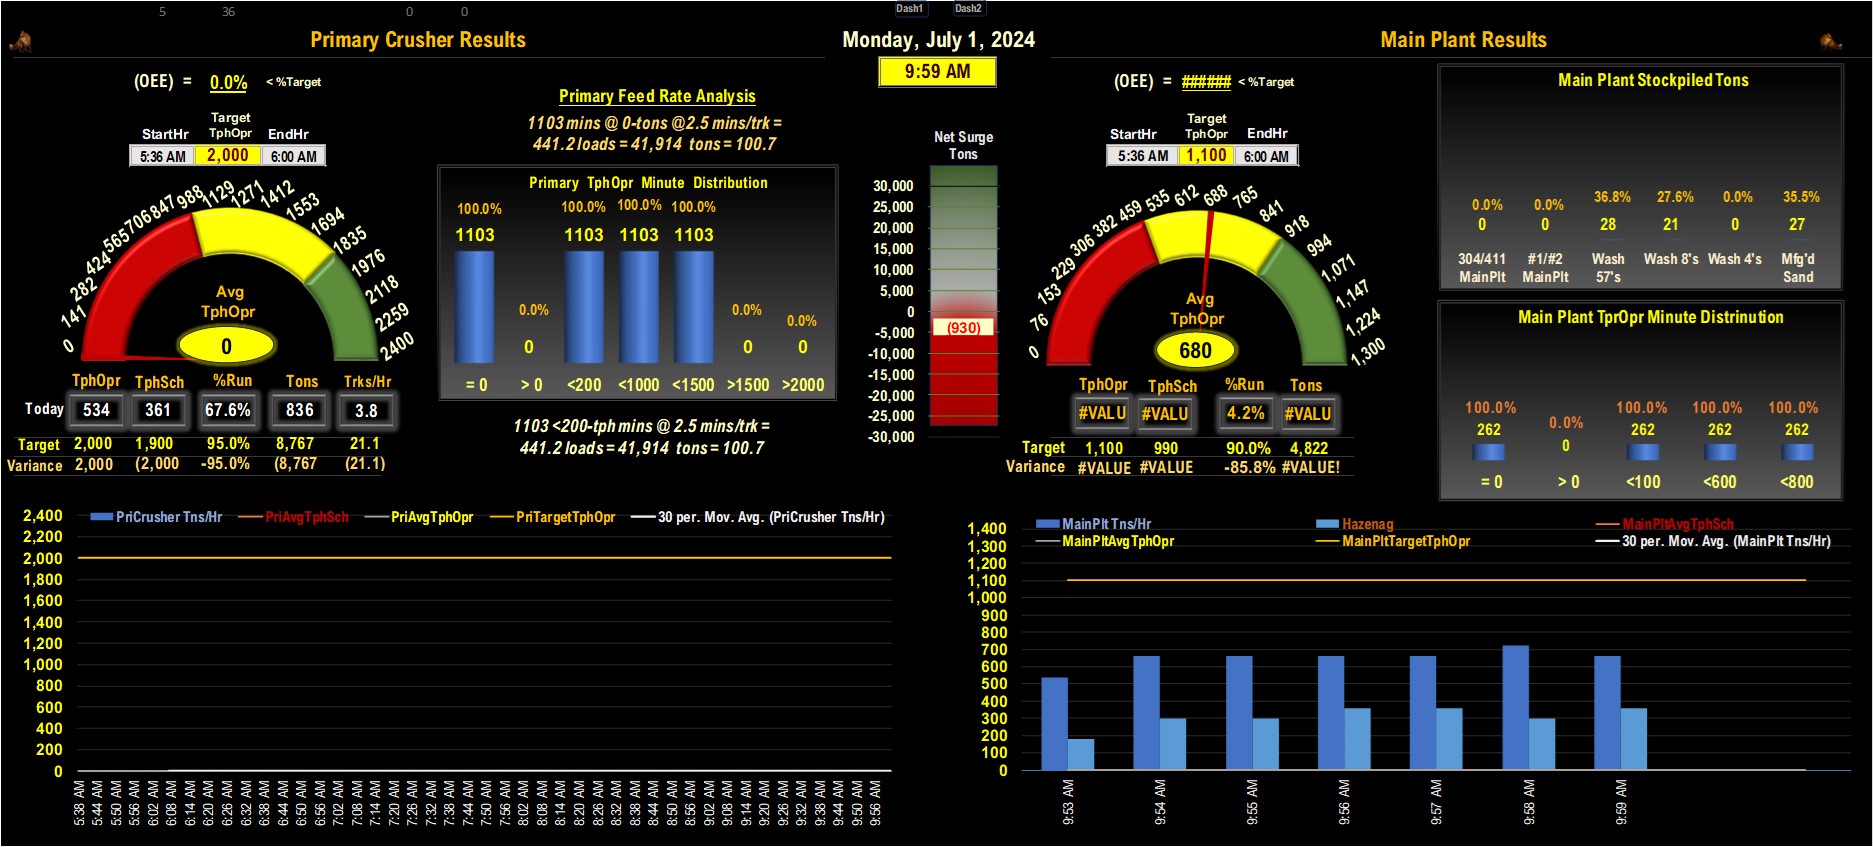 5 36 0 0 Dash1 Dash2
Primary Crusher Results
Monday, July 1, 2024
Main Plant Results
9:59 AM
(OEE) = 0.0% < %Target
Target
StartHr TphOpr EndHr
5:36 AM 2,000 6:00 AM
Primary Feed Rate Analysis
1103 mins @ 0-tons @2.5 mins/trk =
441.2 loads = 41,914 tons = 100.7
0 141 282 424 565 706 847 988 1129 1271 1412 1553 1694 1835 1976 2118 2259 2400
Avg
TphOpr
0
Primary TphOpr Minute Distribution
100.0% 0.0% 100.0% 100.0% 100.0% 0.0% 0.0%
1103 0 1103 1103 1103 0 0
= 0 > 0 <200 <1000 <1500 >1500 >2000
1103 <200-tph mins @ 2.5 mins/trk =
441.2 loads = 41,914 tons = 100.7
TphOpr TphSch %Run Tons Trks/Hr
Today 534 361 67.6% 836 3.8
Target 2,000 1,900 95.0% 8,767 21.1
Variance 2,000 (2,000 -95.0% (8,767 (21.1)
Net Surge
Tons
30,000
25,000
20,000
15,000
10,000
5,000
0
(930)
-5,000
-10,000
-15,000
-20,000
-25,000
-30,000
(OEE) = ###### < %Target
Target
StartHr TphOpr EndHr
5:36 AM 1,100 6:00 AM
0 76 153 229 306 382 459 535 612 688 765 841 918 994 1,071 1,147 1,224 1,300
Avg
TphOpr
680
TphOpr TphSch %Run Tons
#VALU #VALU 4.2% #VALU
Target 1,100 990 90.0% 4,822
Variance #VALUE #VALUE -85.8% #VALUE!
Main Plant Stockpiled Tons
0.0% 0.0% 36.8% 27.6% 0.0% 35.5%
0 0 28 21 0 27
304/411 #1/#2 Wash Wash 8's Wash 4's Mfg'd
MainPlt MainPlt 57's Sand
Main Plant TprOpr Minute Distrinution
100.0% 0.0% 100.0% 100.0% 100.0%
262 0 262 262 262
= 0 > 0 <100 <600 <800
PriCrusher Tns/Hr PriAvgTphSch PriAvgTphOpr PriTargetTphOpr 30 per. Mov. Avg. (PriCrusher Tns/Hr)
2,400
2,200
2,000
1,800
1,600
1,400
1,200
1,000
800
600
400
200
0
5:38 AM 5:44 AM 5:50 AM 5:56 AM 6:02 AM 6:08 AM 6:14 AM 6:20 AM 6:26 AM 6:32 AM 6:38 AM 6:44 AM 6:50 AM 6:56 AM 7:02 AM 7:08 AM 7:14 AM 7:20 AM 7:26 AM 7:32 AM 7:38 AM 7:44 AM 7:50 AM 7:56 AM 8:02 AM 8:08 AM 8:14 AM 8:20 AM 8:26 AM 8:32 AM 8:38 AM 8:44 AM 8:50 AM 8:56 AM 9:02 AM 9:08 AM 9:14 AM 9:20 AM 9:26 AM 9:32 AM 9:38 AM 9:44 AM 9:50 AM 9:56 AM
MainPlt Tns/Hr Hazenag MainPltAvgTphSch
MainPltAvgTphOpr MainPltTargetTphOpr 30 per. Mov. Avg. (MainPlt Tns/Hr)
1,400
1,300
1,200
1,100
1,000
900
800
700
600
500
400
300
200
100
0
9:53 AM 9:54 AM 9:55 AM 9:56 AM 9:57 AM 9:58 AM 9:59 AM